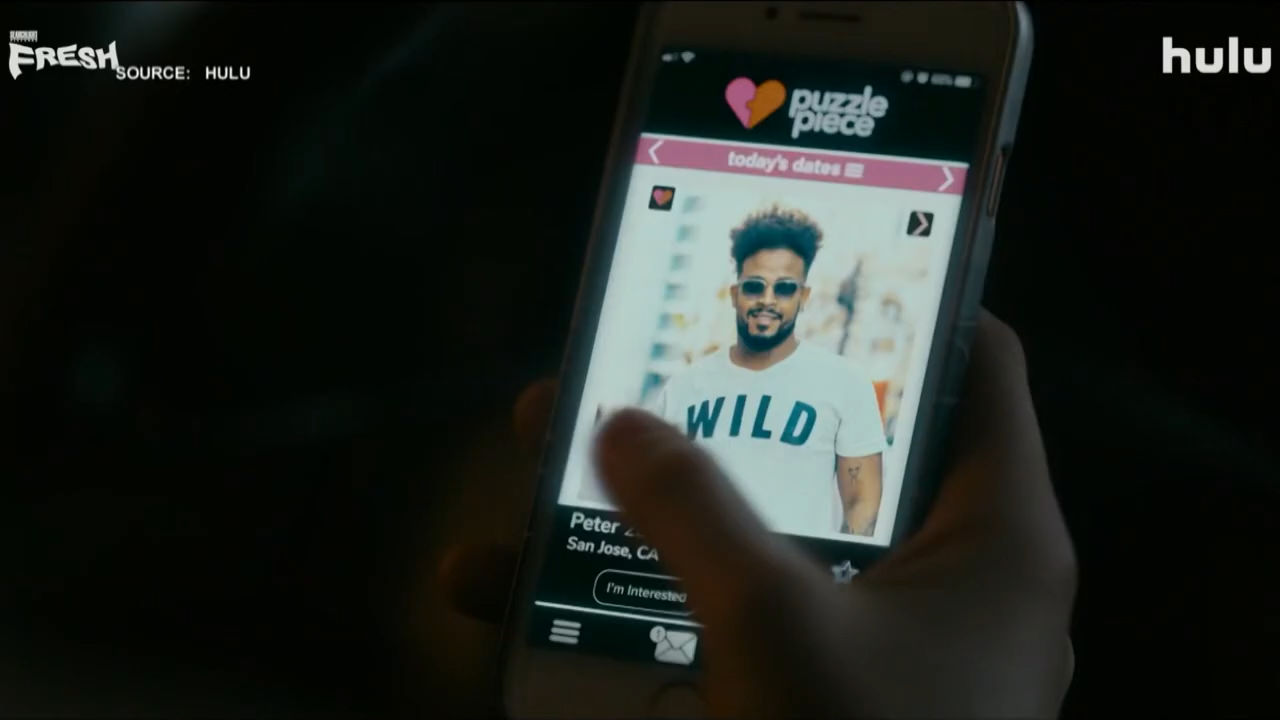 FRESH
SOURCE: HULU
hulu
puzzle
piece
today's dates
WILD
Peter
San Jose, CA
I'm Interested